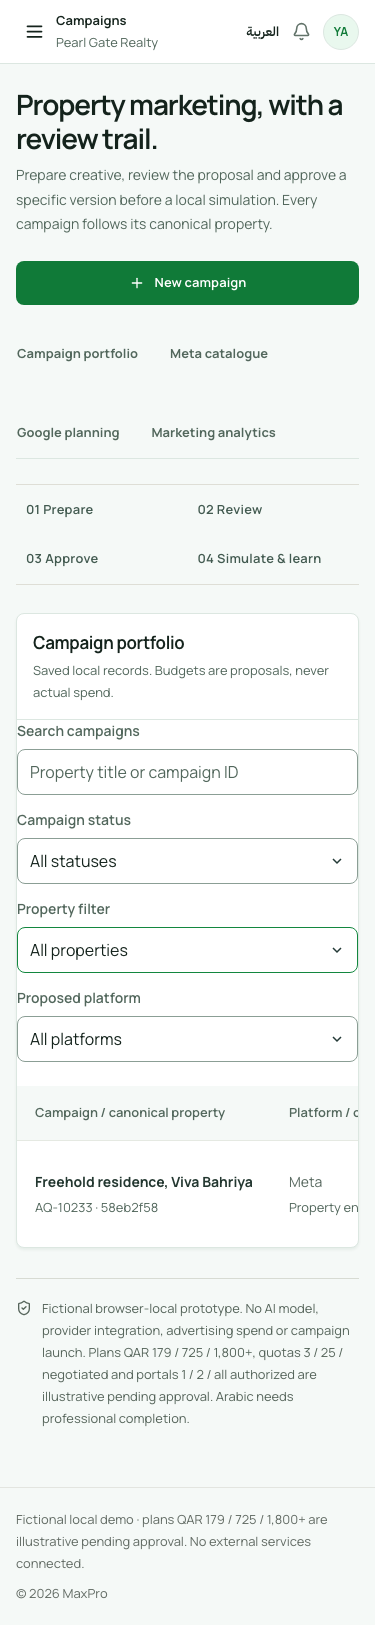 Campaigns
Pearl Gate Realty
العربية
YA
Property marketing, with a
review trail.
Prepare creative, review the proposal and approve a
specific version before a local simulation. Every
campaign follows its canonical property.
+ New campaign
Campaign portfolio
Meta catalogue
Google planning
Marketing analytics
01 Prepare
02 Review
03 Approve
04 Simulate & learn
Campaign portfolio
Saved local records. Budgets are proposals, never
actual spend.
Search campaigns
Property title or campaign ID
Campaign status
All statuses
Property filter
All properties
Proposed platform
All platforms
Campaign / canonical property
Platform /
Freehold residence, Viva Bahriya
Meta
AQ-10233 · 58eb2f58
Property en
Fictional browser-local prototype. No AI model,
provider integration, advertising spend or campaign
launch. Plans QAR 179 / 725 / 1,800+, quotas 3 / 25 /
negotiated and portals 1 / 2 / all authorized are
illustrative pending approval. Arabic needs
professional completion.
Fictional local demo · plans QAR 179 / 725 / 1,800+ are
illustrative pending approval. No external services
connected.
© 2026 MaxPro